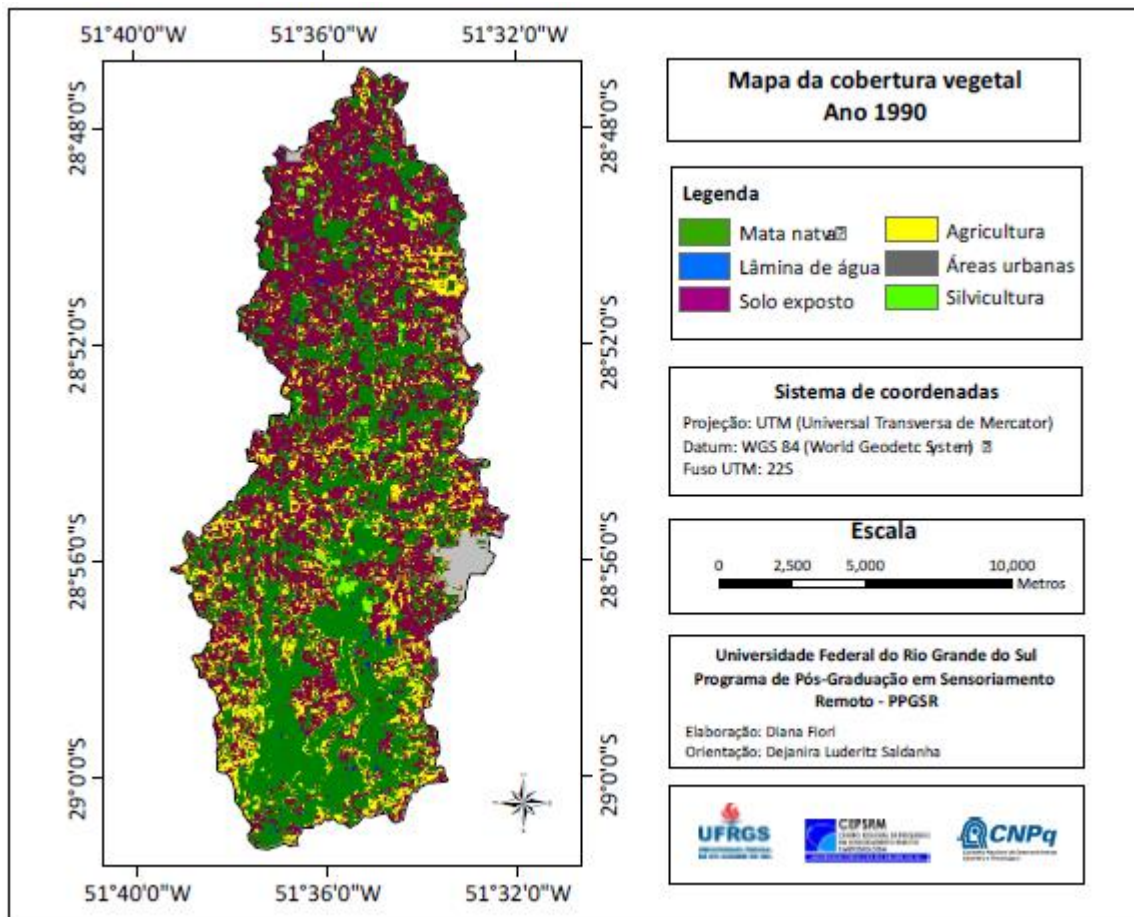 51°40'0"W 51°36'0"W 51°32'0"W
28°48'0"S 28°48'0"S
28°52'0"S 28°52'0"S
28°56'0"S 28°56'0"S
29°0'0"S 29°0'0"S
51°40'0"W 51°36'0"W 51°32'0"W
Mapa da cobertura vegetal
Ano 1990
Legenda
Mata natva Agricultura
Lâmina de água Áreas urbanas
Solo exposto Silvicultura
Sistema de coordenadas
Projeção: UTM (Universal Transversa de Mercator)
Datum: WGS 84 (World Geodetc System)
Fuso UTM: 22S
Escala
0 2,500 5,000 10,000
Metros
Universidade Federal do Rio Grande do Sul
Programa de Pós-Graduação em Sensoriamento
Remoto - PPGSR
Elaboração: Diana Fiori
Orientação: Dejanira Luderitz Saldanha
UFRGS
CEPSRM
CNPq